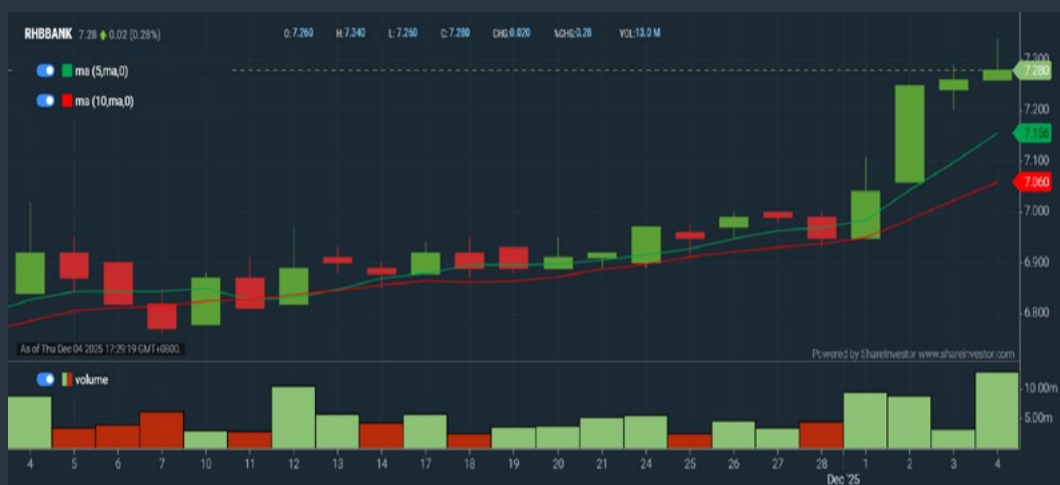 RHBBANK 7.28 0.02 (0.28%) O: 7.260 H: 7.340 L: 7.260 C: 7.280 CHG:0.020 %CHG:0.28 VOL:13.0 M
ma (5,ma,0)
ma (10,ma,0)
7.300
7.280
7.200
7.156
7.100
7.060
7.000
6.900
6.800
As of Thu Dec 04 2025 17:29:19 GMT+0800.
Powered by ShareInvestor www.shareinvestor.com
volume
10.00m
5.00m
4 5 6 7 10 11 12 13 14 17 18 19 20 21 24 25 26 27 28 1 2 3 4
Dec '25